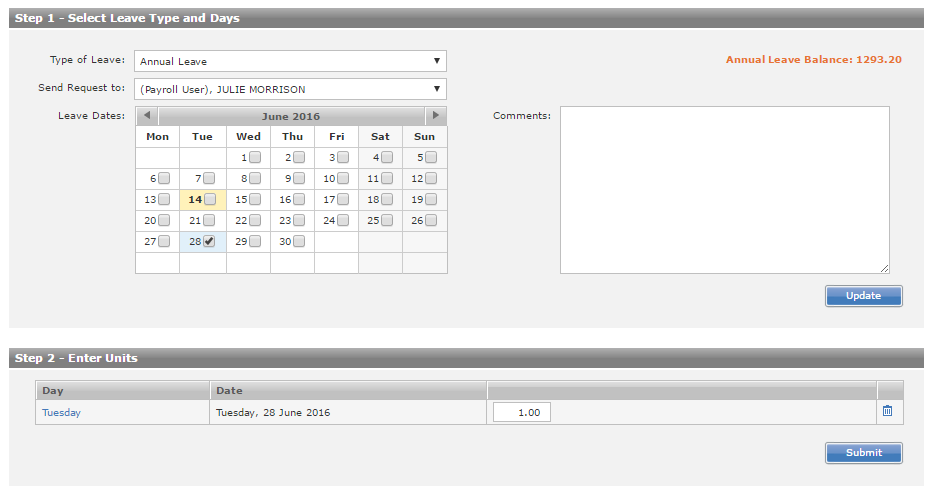 Step 1 - Select Leave Type and Days
Type of Leave: Annual Leave
Annual Leave Balance: 1293.20
Send Request to: (Payroll User), JULIE MORRISON
Leave Dates: June 2016
Comments:
Mon Tue Wed Thu Fri Sat Sun
1 2 3 4 5
6 7 8 9 10 11 12
13 14 15 16 17 18 19
20 21 22 23 24 25 26
27 28 29 30
Update
Step 2 - Enter Units
Day Date
Tuesday Tuesday, 28 June 2016 1.00
Submit